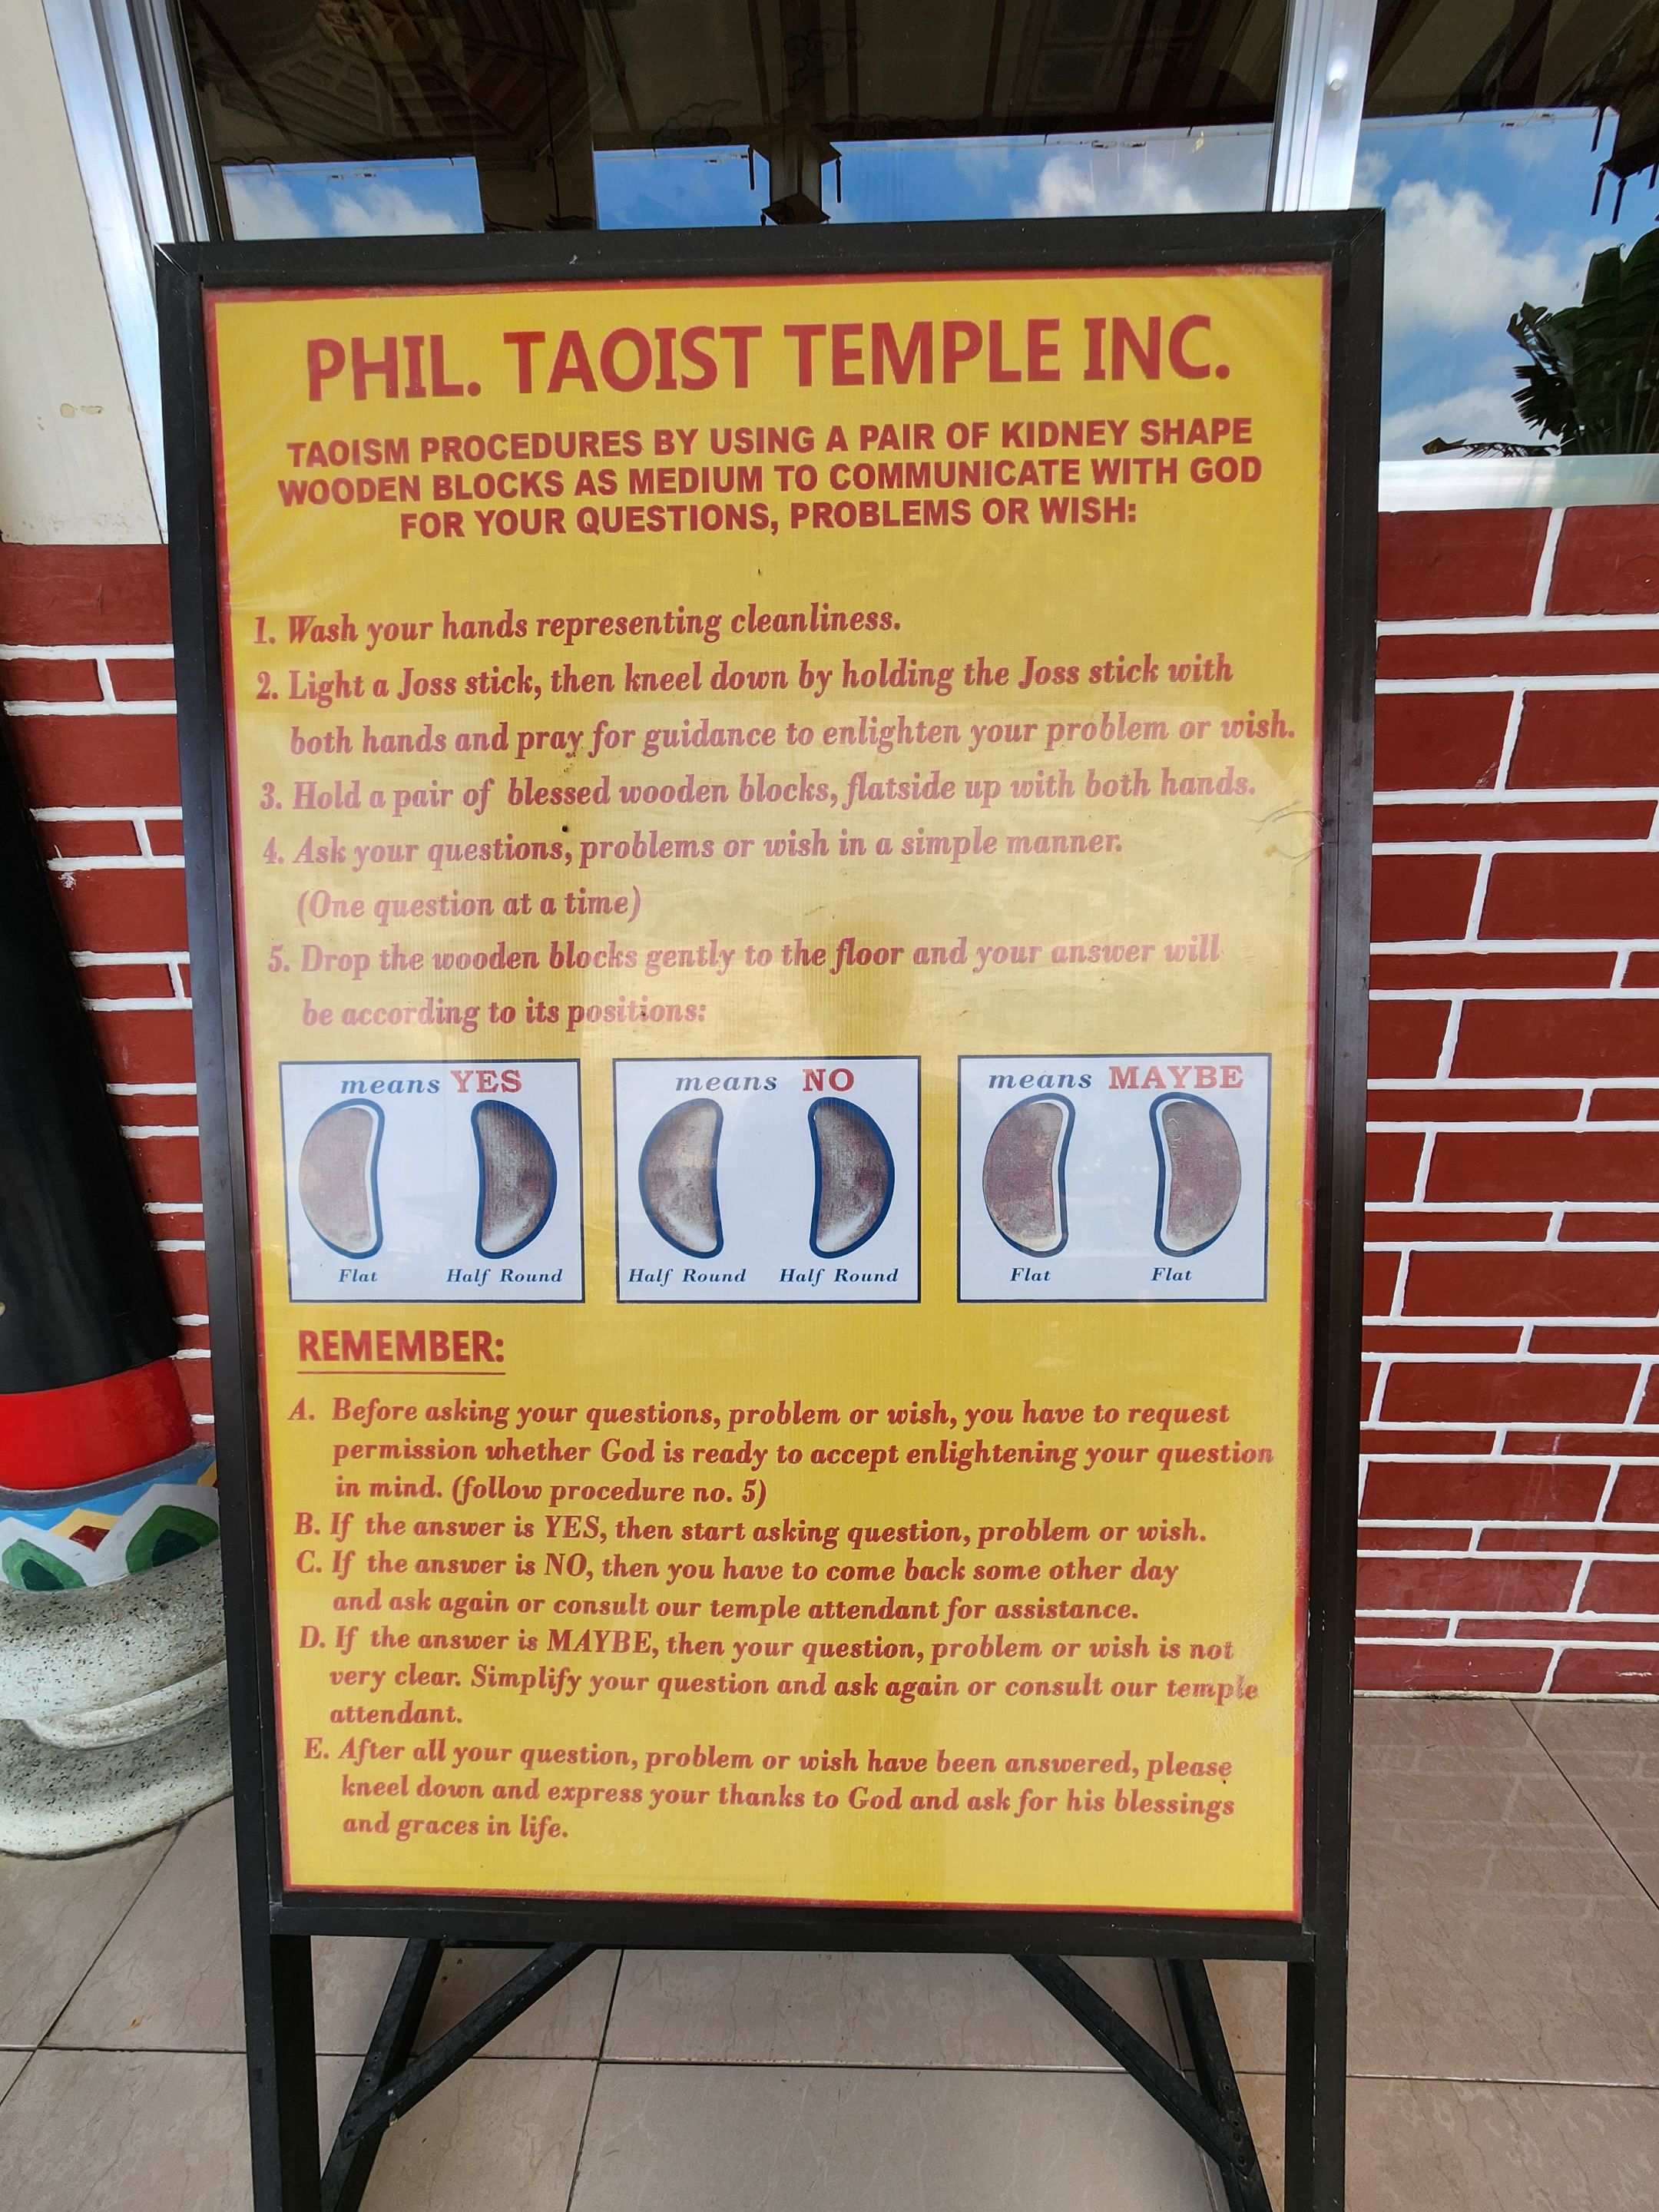 PHIL. TAOIST TEMPLE INC.
TAOISM PROCEDURES BY USING A PAIR OF KIDNEY SHAPE
WOODEN BLOCKS AS MEDIUM TO COMMUNICATE WITH GOD
FOR YOUR QUESTIONS, PROBLEMS OR WISH:
1. Wash your hands representing cleanliness.
2. Light a Joss stick, then kneel down by holding the Joss stick with
both hands and pray for guidance to enlighten your problem or wish.
3. Hold a pair of blessed wooden blocks, flatside up with both hands.
4. Ask your questions, problems or wish in a simple manner.
(One question at a time)
5. Drop the wooden blocks gently to the floor and your answer will
be according to its positions:
means YES
Flat Half Round
means NO
Half Round Half Round
means MAYBE
Flat Flat
REMEMBER:
A. Before asking your questions, problem or wish, you have to request
permission whether God is ready to accept enlightening your question
in mind. (follow procedure no. 5)
B. If the answer is YES, then start asking question, problem or wish.
C. If the answer is NO, then you have to come back some other day
and ask again or consult our temple attendant for assistance.
D. If the answer is MAYBE, then your question, problem or wish is not
very clear. Simplify your question and ask again or consult our temple
attendant.
E. After all your question, problem or wish have been answered, please
kneel down and express your thanks to God and ask for his blessings
and graces in life.